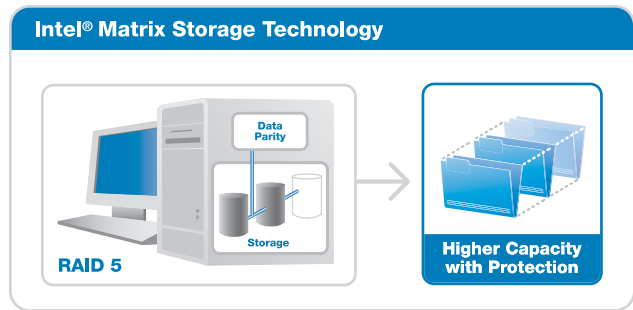 Intel® Matrix Storage Technology
Data
Parity
Storage
RAID 5
Higher Capacity
with Protection